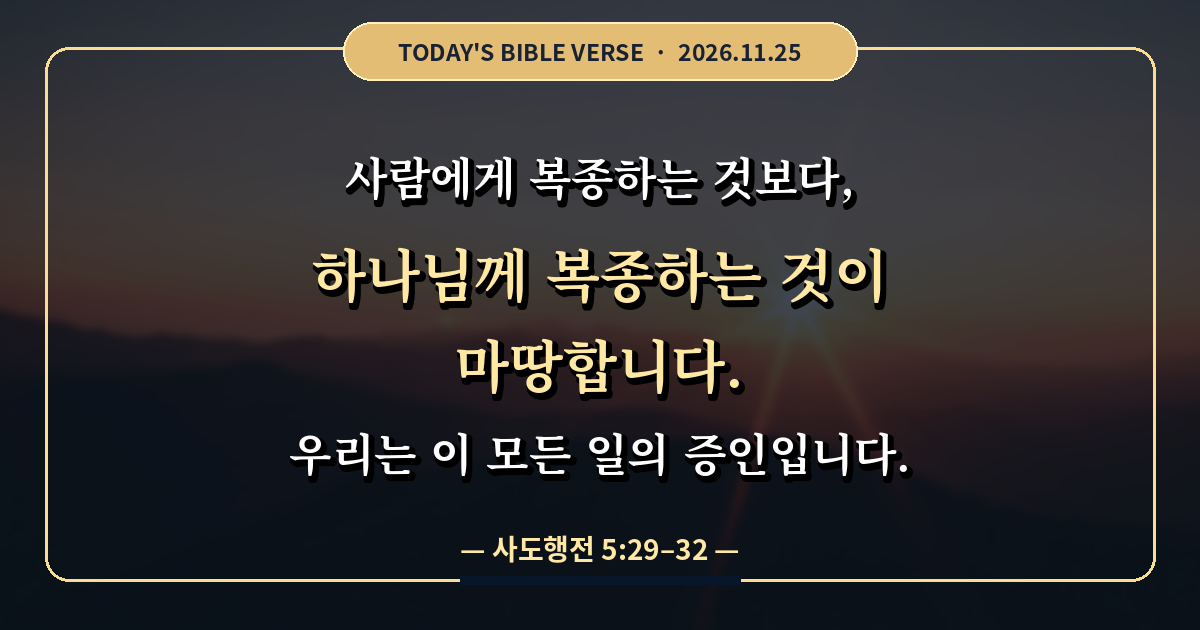 TODAY'S BIBLE VERSE · 2026.11.25
사람에게 복종하는 것보다,
하나님께 복종하는 것이
마땅합니다.
우리는 이 모든 일의 증인입니다.
— 사도행전 5:29–32 —